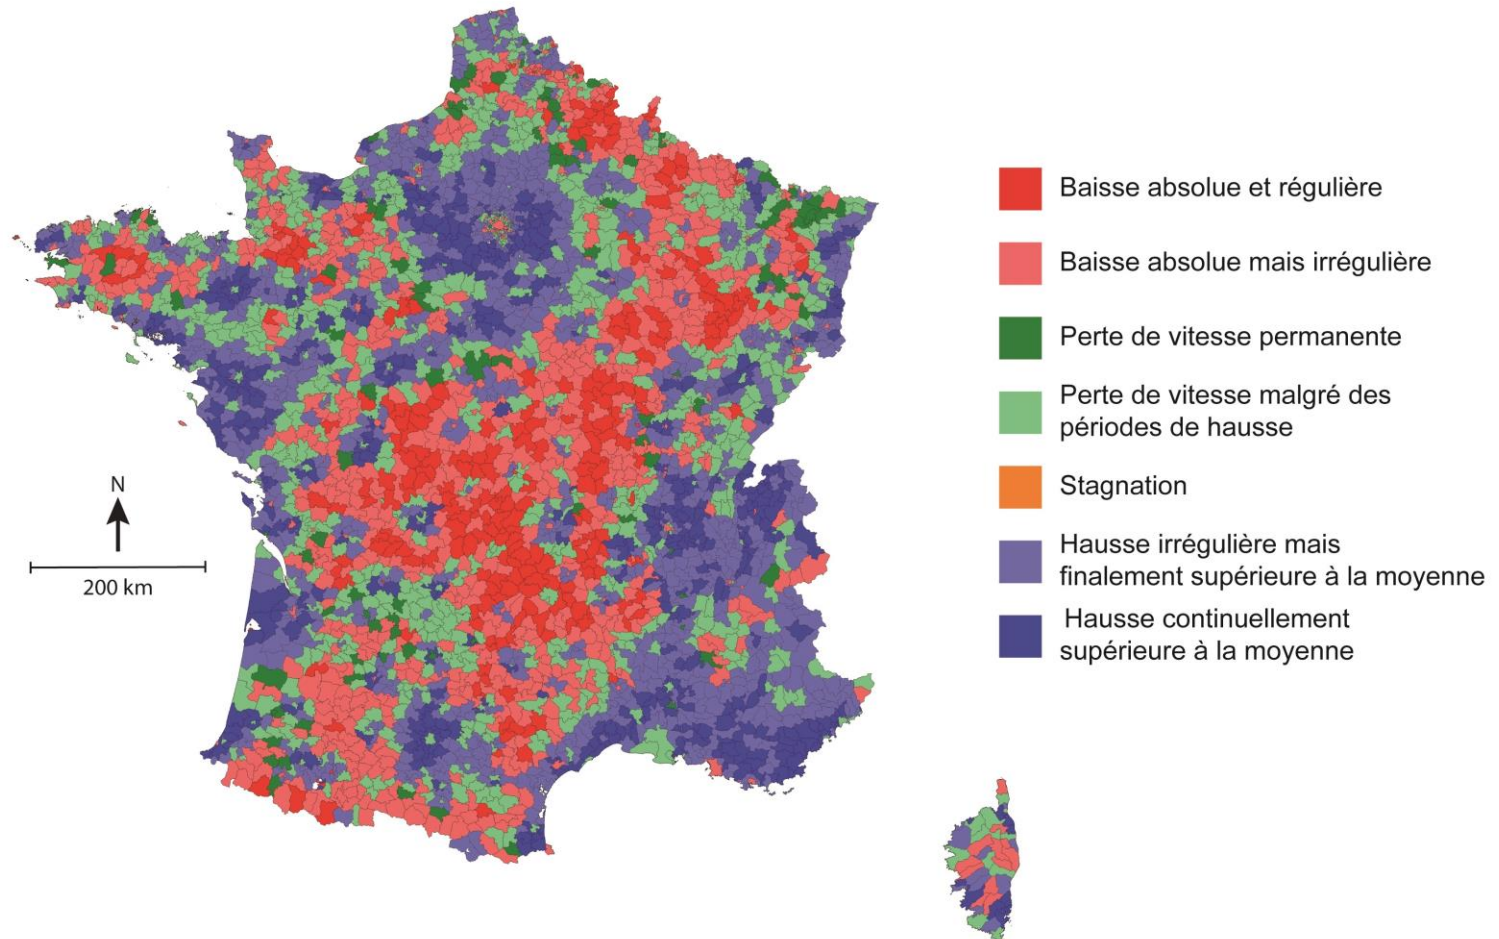 N
200 km
Baisse absolue et régulière
Baisse absolue mais irrégulière
Perte de vitesse permanente
Perte de vitesse malgré des
périodes de hausse
Stagnation
Hausse irrégulière mais
finalement supérieure à la moyenne
Hausse continuellement
supérieure à la moyenne